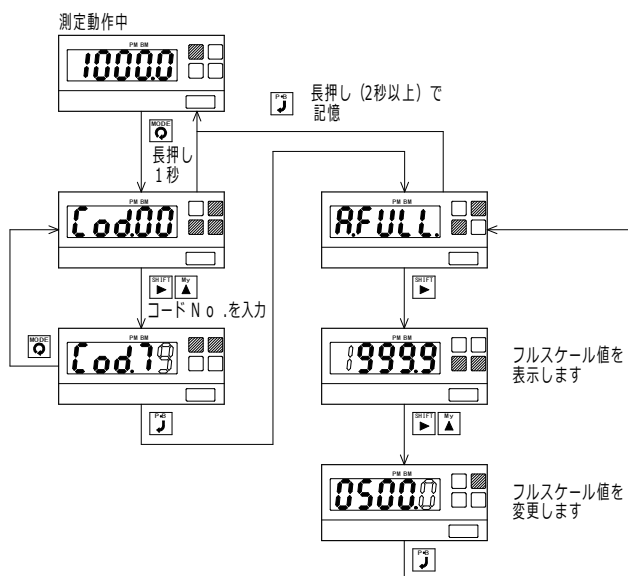 測定動作中
PM BM
1000.0
P•B
長押し (2秒以上) で
記憶
MODE
長押し
1秒
PM BM
Cod.00
PM BM
A.FULL.
SHIFT My
コードNo.を入力
SHIFT
MODE
PM BM
Cod.79
PM BM
1999.9
フルスケール値を
表示します
P•B
SHIFT My
PM BM
0500.0
フルスケール値を
変更します
P•B